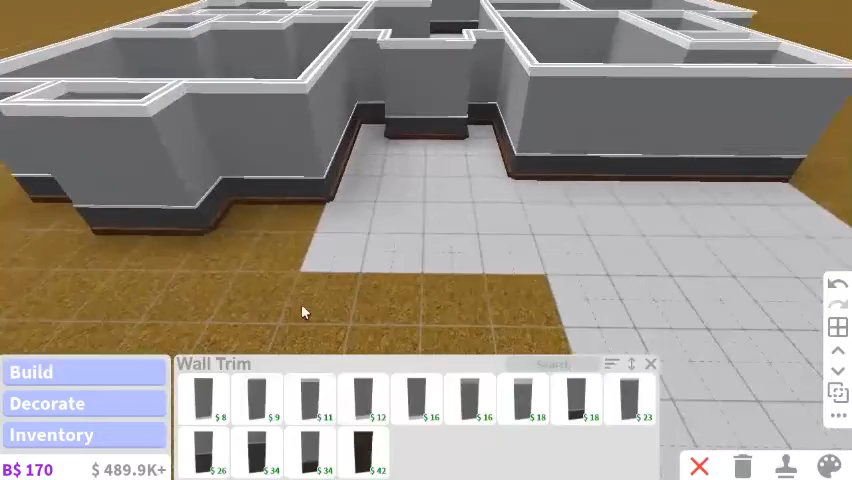 Wall Trim
Search
Build
$8 $9 $11 $12 $16 $16 $18 $18 $23
Decorate
Inventory
$26 $34 $34 $42
B$ 170 $ 489.9K+